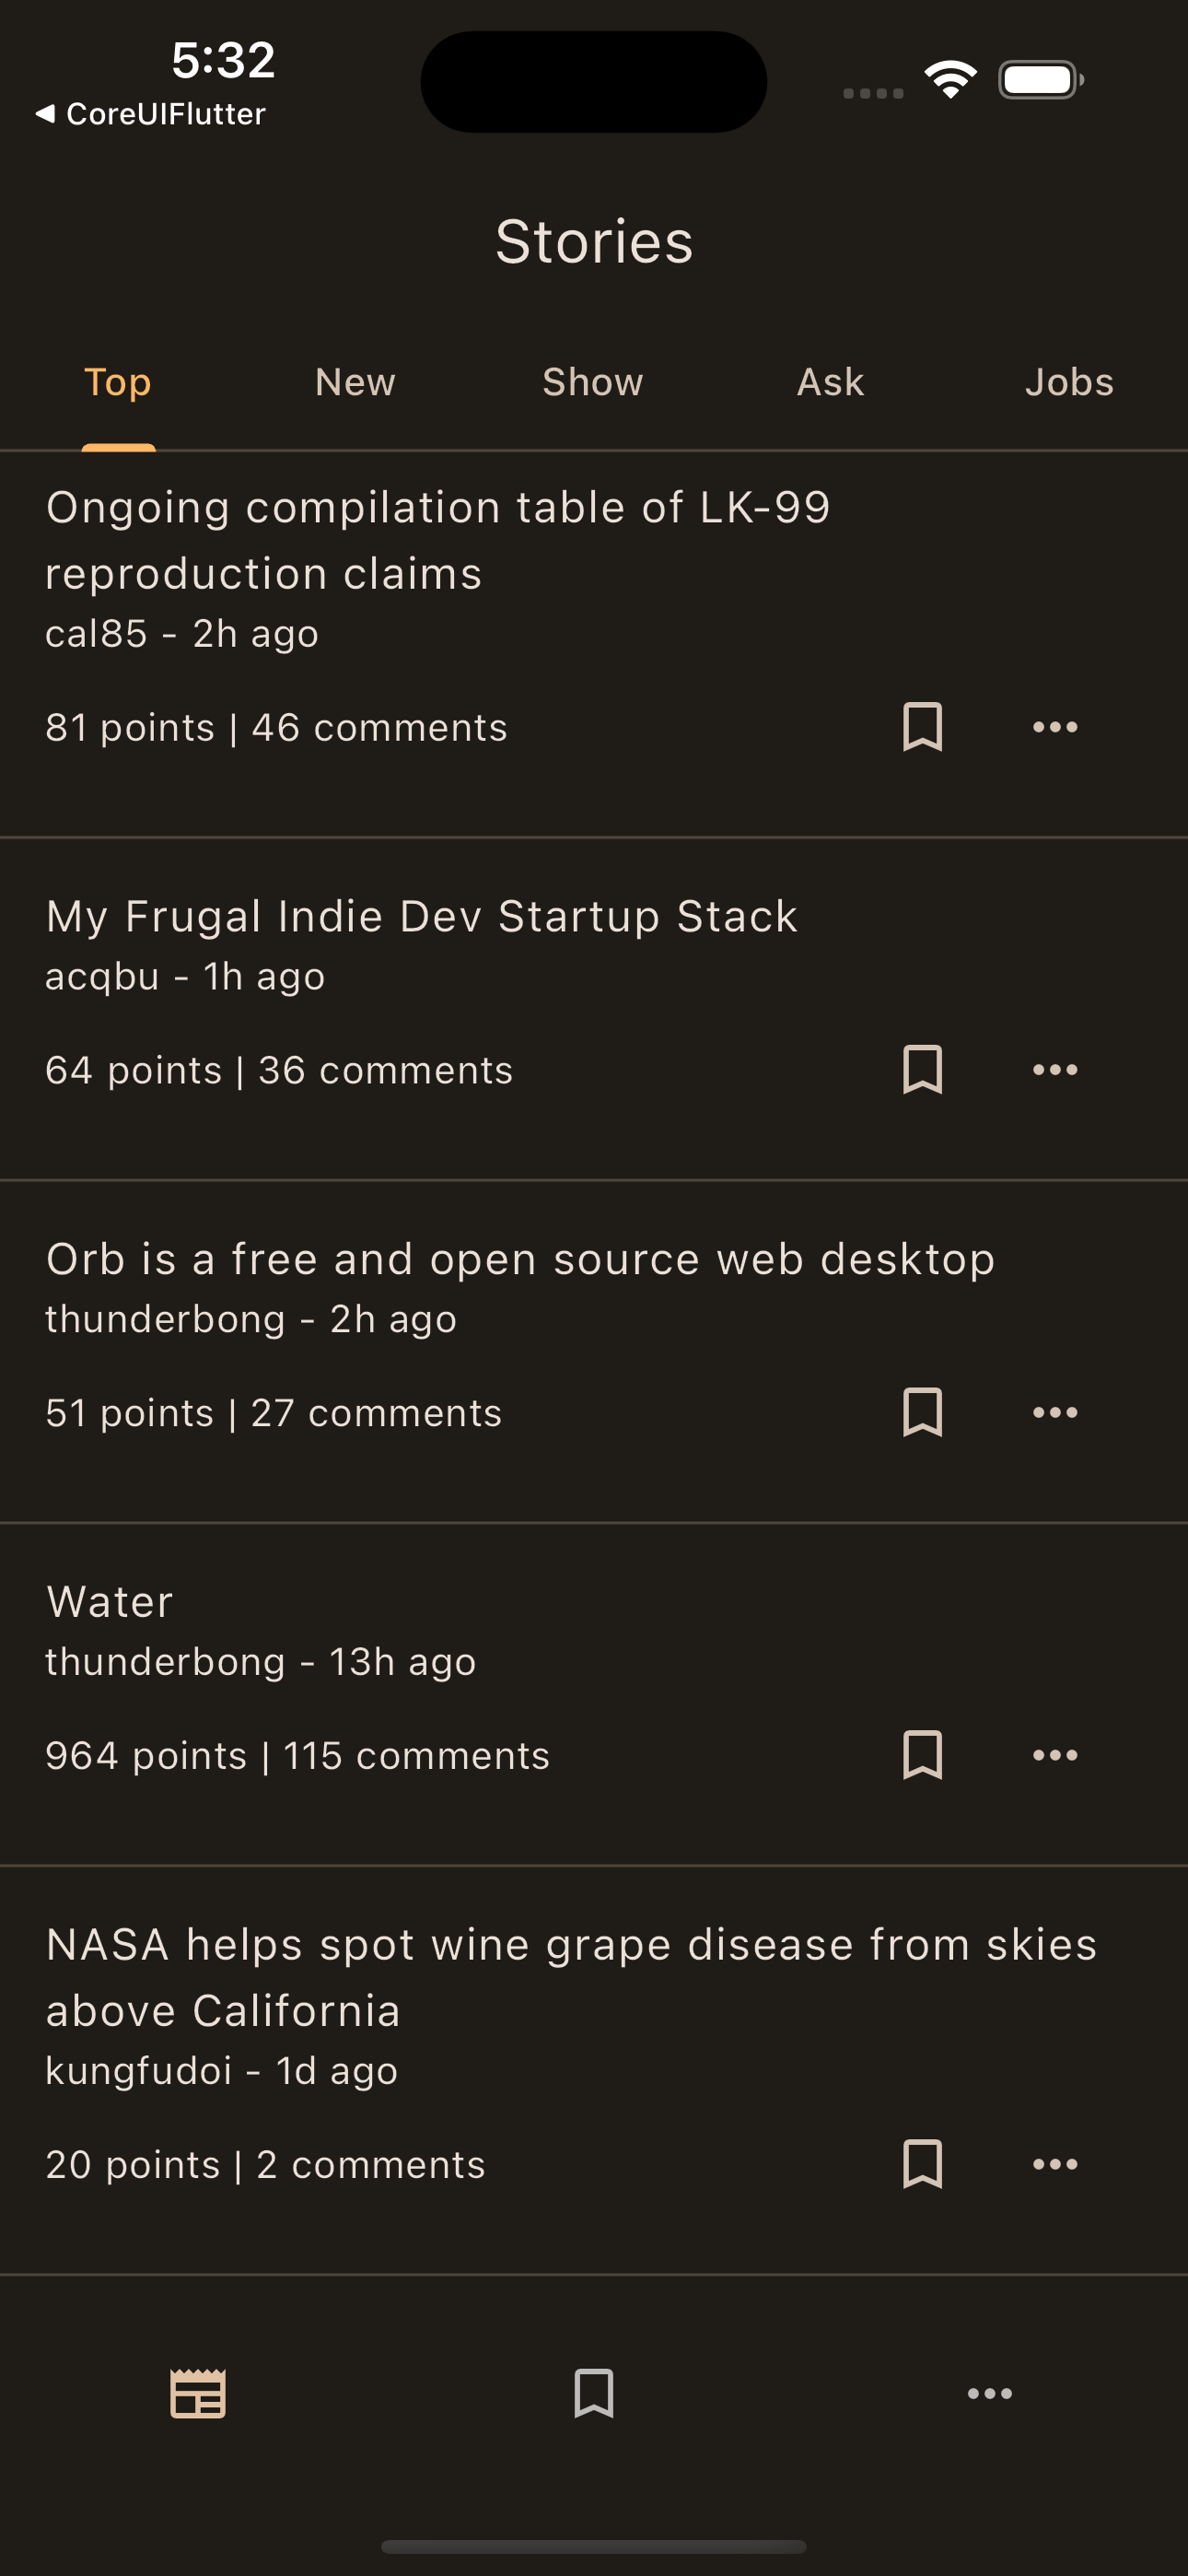 5:32
◀ CoreUIFlutter
Stories
Top New Show Ask Jobs
Ongoing compilation table of LK-99
reproduction claims
cal85 - 2h ago
81 points | 46 comments
My Frugal Indie Dev Startup Stack
acqbu - 1h ago
64 points | 36 comments
Orb is a free and open source web desktop
thunderbong - 2h ago
51 points | 27 comments
Water
thunderbong - 13h ago
964 points | 115 comments
NASA helps spot wine grape disease from skies
above California
kungfudoi - 1d ago
20 points | 2 comments